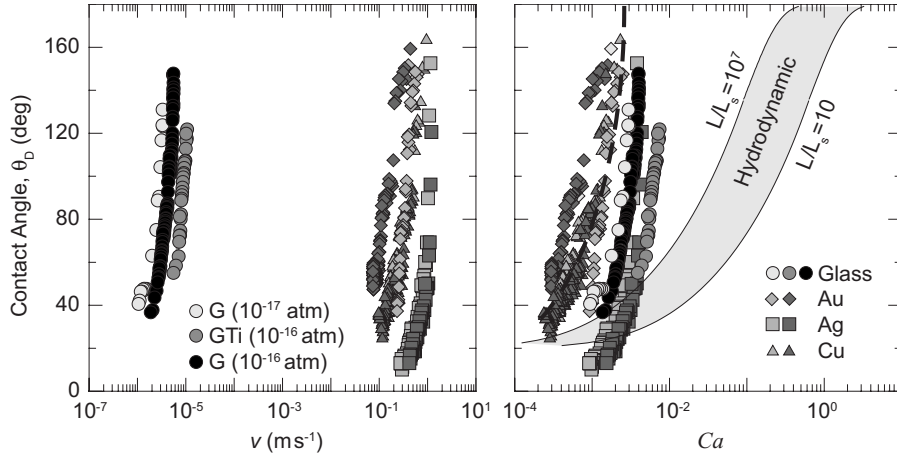 Contact Angle, θD (deg)
160
120
80
40
0
10⁻⁷
10⁻⁵
10⁻³
10⁻¹
10¹
v (m s⁻¹)
G (10⁻¹⁷ atm)
GTi (10⁻¹⁶ atm)
G (10⁻¹⁶ atm)
L/Ls=10⁷
Hydrodynamic
L/Ls=10
Glass
Au
Ag
Cu
10⁻⁴
10⁻²
10⁰
Ca